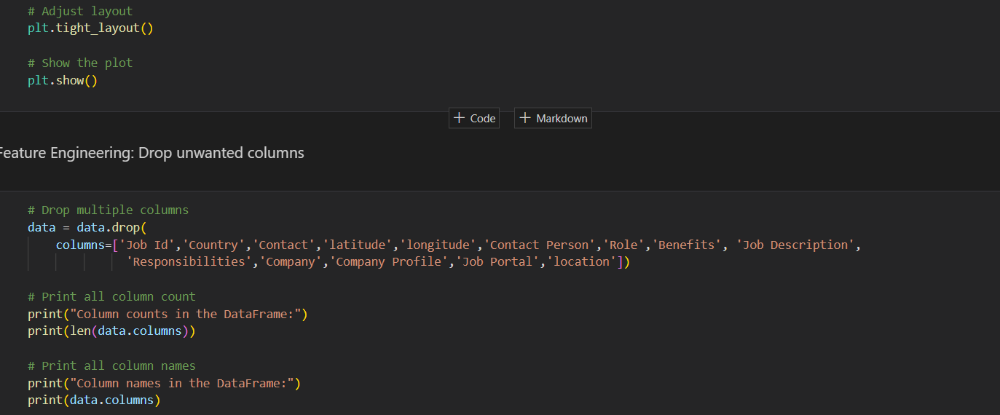 # Adjust layout
plt.tight_layout()
# Show the plot
plt.show()
+ Code + Markdown
Feature Engineering: Drop unwanted columns
# Drop multiple columns
data = data.drop(
columns=['Job Id','Country','Contact','latitude','longitude','Contact Person','Role','Benefits', 'Job Description',
'Responsibilities','Company','Company Profile','Job Portal','location'])
# Print all column count
print("Column counts in the DataFrame:")
print(len(data.columns))
# Print all column names
print("Column names in the DataFrame:")
print(data.columns)